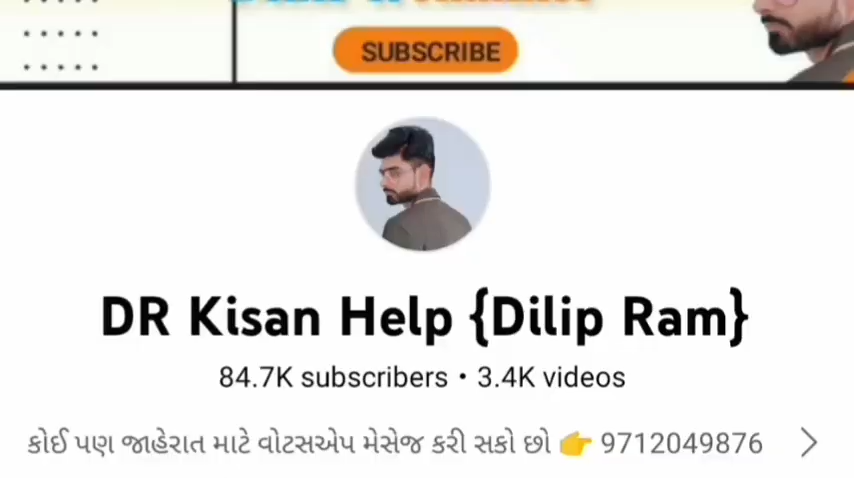 SUBSCRIBE
DR Kisan Help {Dilip Ram}
84.7K subscribers • 3.4K videos
કોઈ પણ જાહેરાત માટે વોટસએપ મેસેજ કરી સકો છો 👉 9712049876